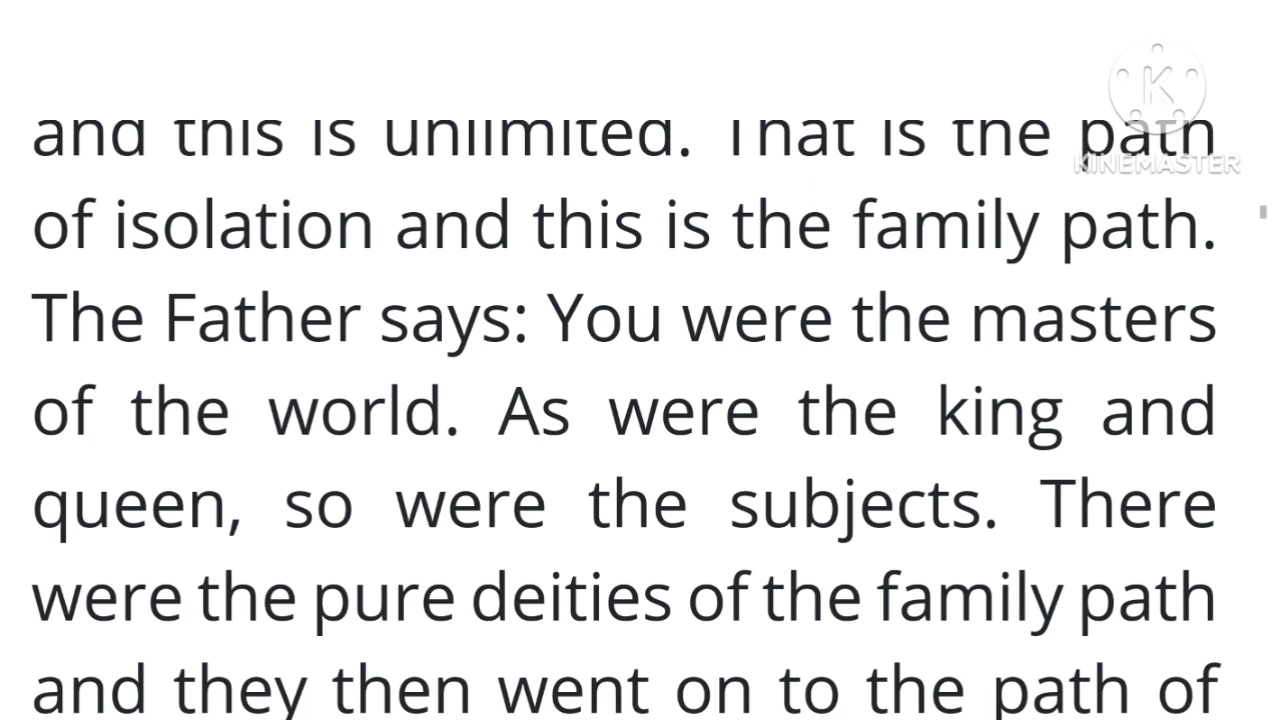 and this is unlimited. That is the path
KINEMASTER
of isolation and this is the family path.
The Father says: You were the masters
of the world. As were the king and
queen, so were the subjects. There
were the pure deities of the family path
and they then went on to the path of